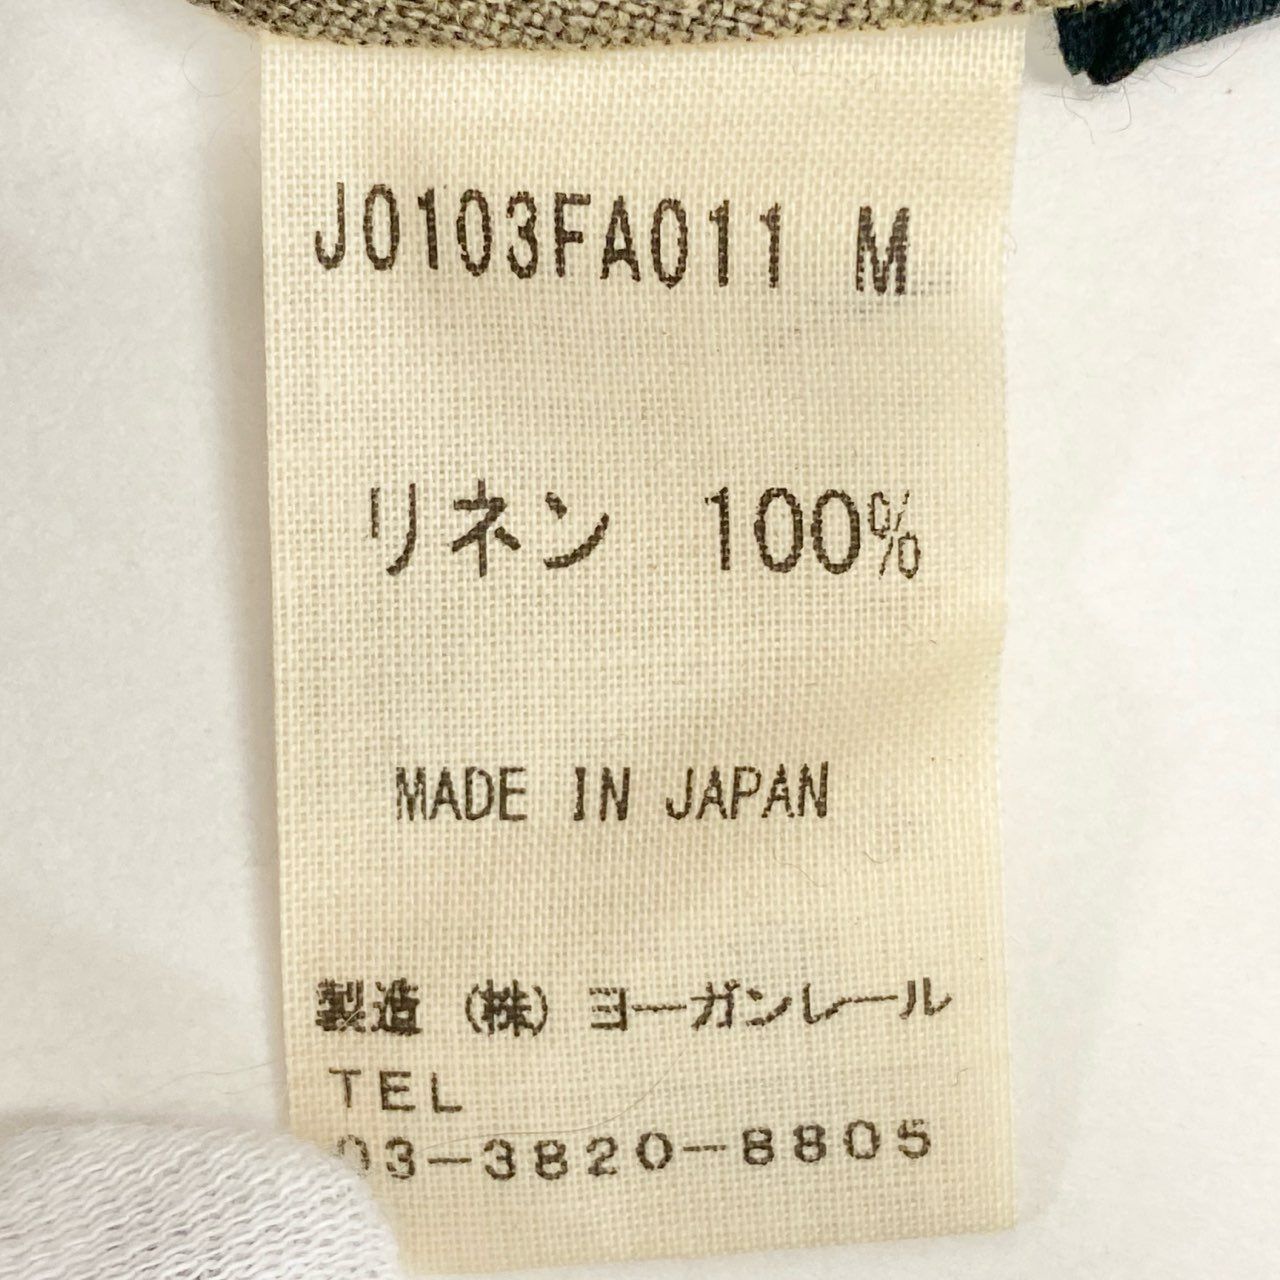 J0103FA011 M
リネン 100%
MADE IN JAPAN
製造 (株) ヨーガンレール
TEL
03-3820-8805